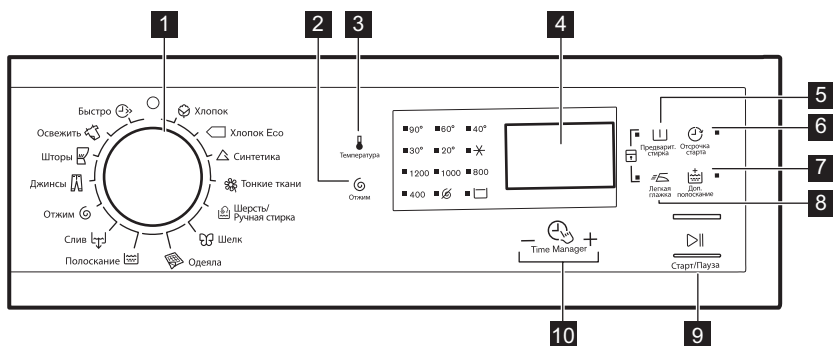 1
2
3
4
5
6
7
8
9
10
Быстро
Освежить
Шторы
Джинсы
Отжим
Слив
Полоскание
Хлопок
Хлопок Eco
Синтетика
Тонкие ткани
Шерсть/
Ручная стирка
Шелк
Одеяла
Температура
Отжим
90° 60° 40°
30° 20°
1200 1000 800
400
Time Manager
Предварит.
стирка
Отсрочка
старта
Легкая
глажка
Доп.
полоскание
Старт/Пауза